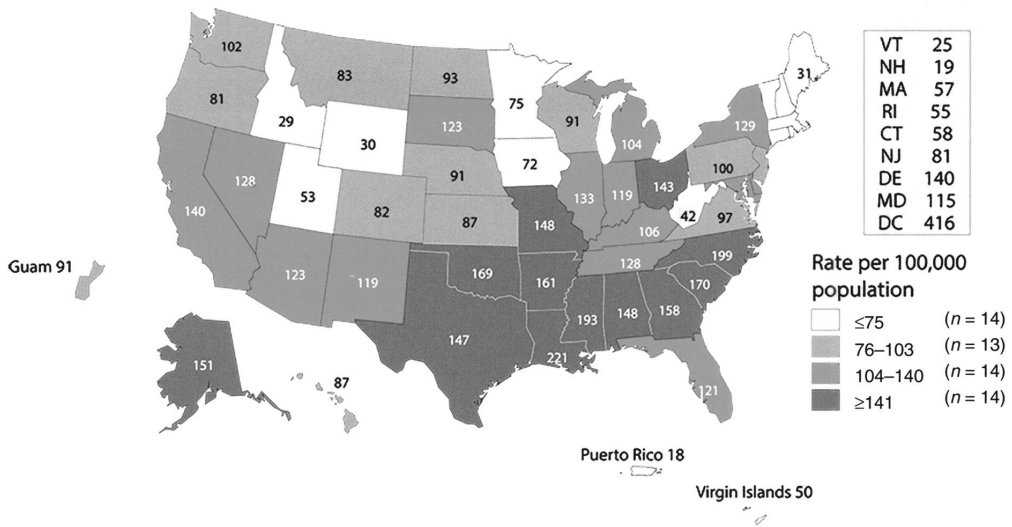 102
83
93
75
31
81
29
30
123
91
104
129
72
91
100
128
53
82
87
133
119
143
42
97
140
148
106
123
119
169
161
128
199
170
147
193
148
158
221
121
151
87
Guam 91
Puerto Rico 18
Virgin Islands 50
VT 25
NH 19
MA 57
RI 55
CT 58
NJ 81
DE 140
MD 115
DC 416
Rate per 100,000
population
≤75 (n = 14)
76–103 (n = 13)
104–140 (n = 14)
≥141 (n = 14)